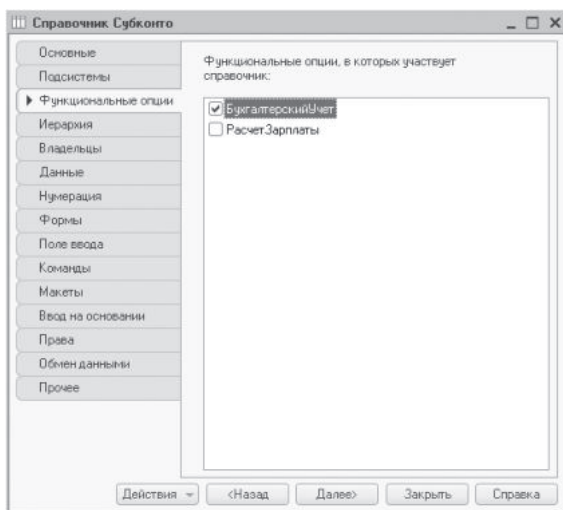 Справочник Субконто
Основные
Подсистемы
Функциональные опции
Иерархия
Владельцы
Данные
Нумерация
Формы
Поле ввода
Команды
Макеты
Ввод на основании
Права
Обмен данными
Прочее
Функциональные опции, в которых участвует
справочник:
БухгалтерскийУчет
РасчетЗарплаты
Действия
<Назад
Далее>
Закрыть
Справка